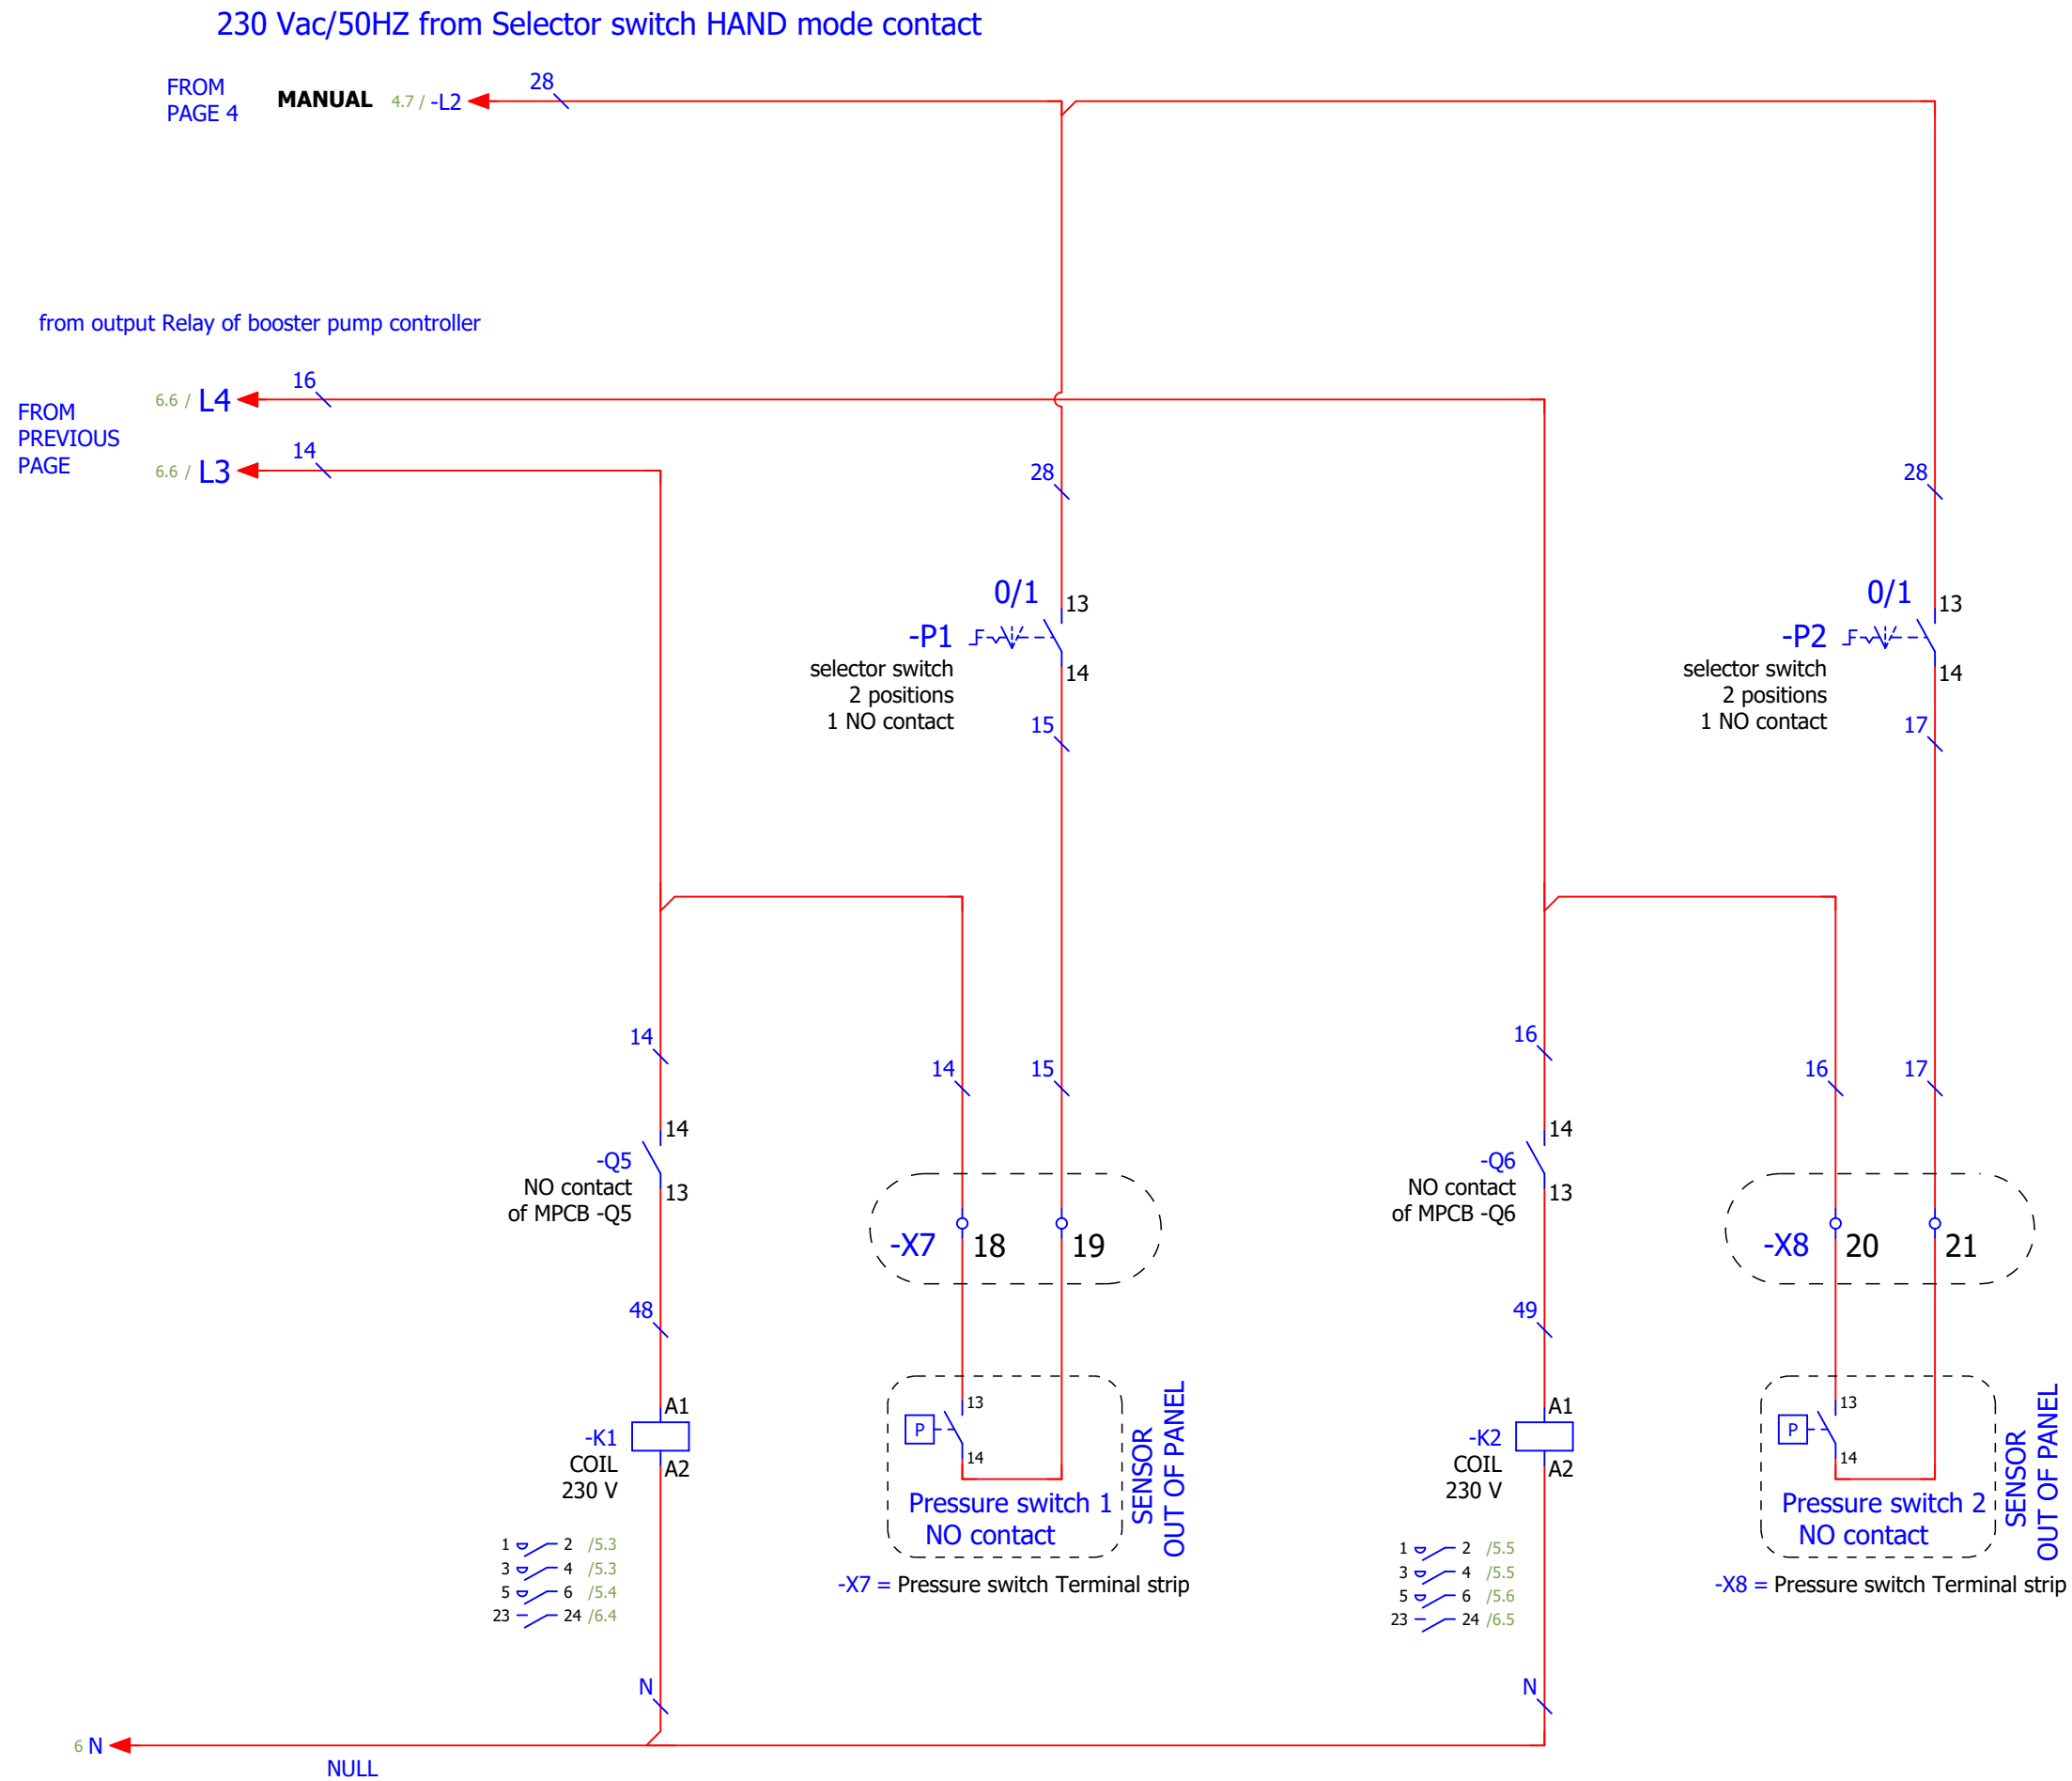 230 Vac/50HZ from Selector switch HAND mode contact
FROM
PAGE 4
MANUAL 4.7 / -L2
28
from output Relay of booster pump controller
FROM
PREVIOUS
PAGE
6.6 / L4
16
6.6 / L3
14
28
28
0/1
13
-P1
14
selector switch
2 positions
1 NO contact
15
0/1
13
-P2
14
selector switch
2 positions
1 NO contact
17
14
14
15
16
16
17
14
-Q5
NO contact
of MPCB -Q5
13
-X7 18 19
14
-Q6
NO contact
of MPCB -Q6
13
-X8 20 21
48
49
A1
-K1
COIL
230 V
A2
13
P
14
Pressure switch 1
NO contact
SENSOR
OUT OF PANEL
-X7 = Pressure switch Terminal strip
A1
-K2
COIL
230 V
A2
13
P
14
Pressure switch 2
NO contact
SENSOR
OUT OF PANEL
-X8 = Pressure switch Terminal strip
1 2 /5.3
3 4 /5.3
5 6 /5.4
23 24 /6.4
1 2 /5.5
3 4 /5.5
5 6 /5.6
23 24 /6.5
N
N
6 N
NULL